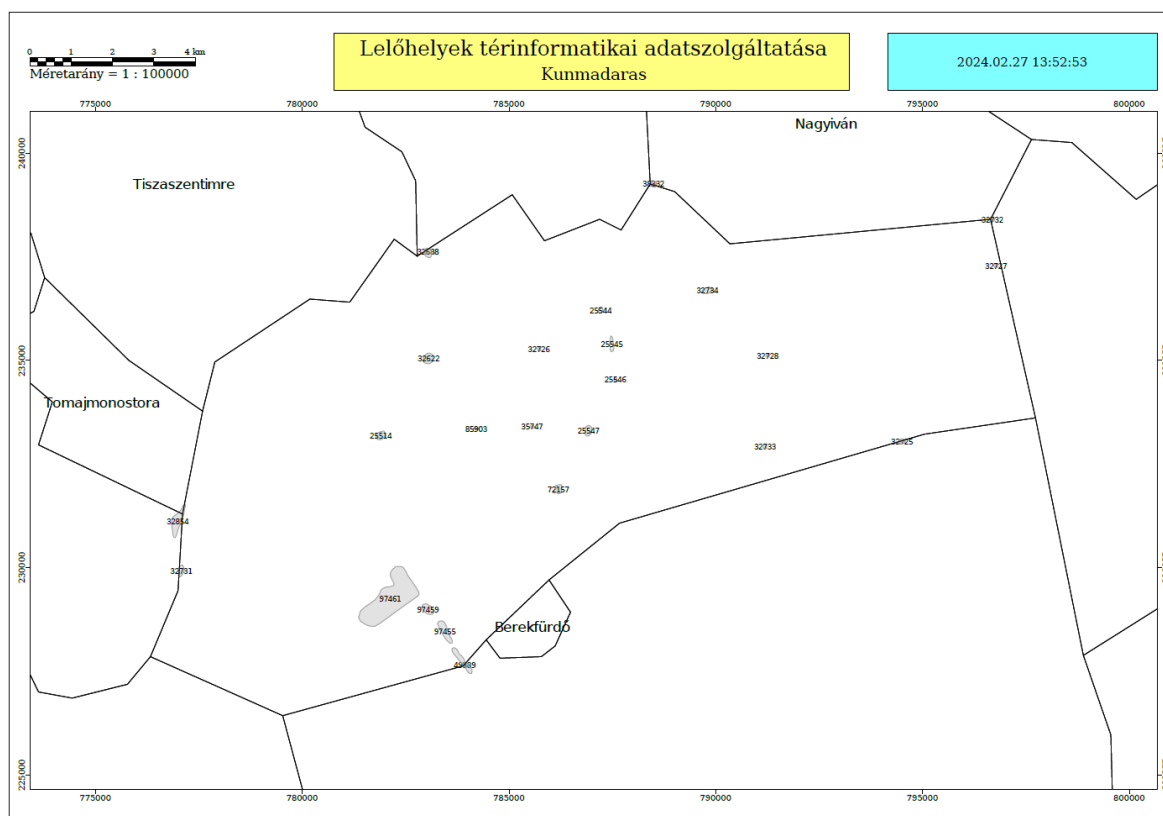 Lelőhelyek térinformatikai adatszolgáltatása
Kunmadaras
2024.02.27 13:52:53
0 1 2 3 4 km
Méretarány = 1 : 100000
775000 780000 785000 790000 795000 800000
Nagyiván
240000
Tiszaszentimre
32732
32727
32734
25544
25545
32726
32728
32622
235000
25546
Tomajmonostora
85903
35747
25547
25514
32725
32733
72157
32854
230000
32731
97461
97459
Berekfürdő
97455
225000
775000 780000 785000 790000 795000 800000